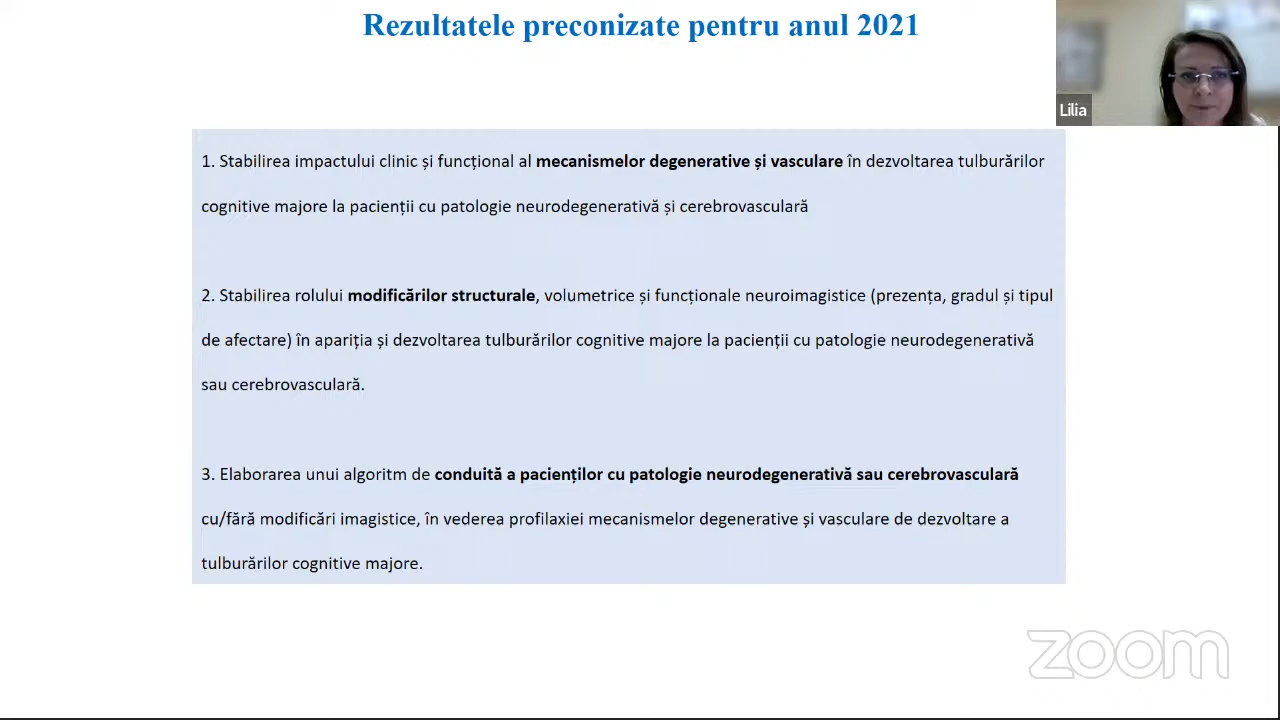 Rezultatele preconizate pentru anul 2021
Lilia
1. Stabilirea impactului clinic și funcțional al mecanismelor degenerative și vasculare în dezvoltarea tulburărilor
cognitive majore la pacienții cu patologie neurodegenerativă și cerebrovasculară
2. Stabilirea rolului modificărilor structurale, volumetrice și funcționale neuroimagistice (prezența, gradul și tipul
de afectare) în apariția și dezvoltarea tulburărilor cognitive majore la pacienții cu patologie neurodegenerativă
sau cerebrovasculară.
3. Elaborarea unui algoritm de conduită a pacienților cu patologie neurodegenerativă sau cerebrovasculară
cu/fără modificări imagistice, în vederea profilaxiei mecanismelor degenerative și vasculare de dezvoltare a
tulburărilor cognitive majore.
zoom